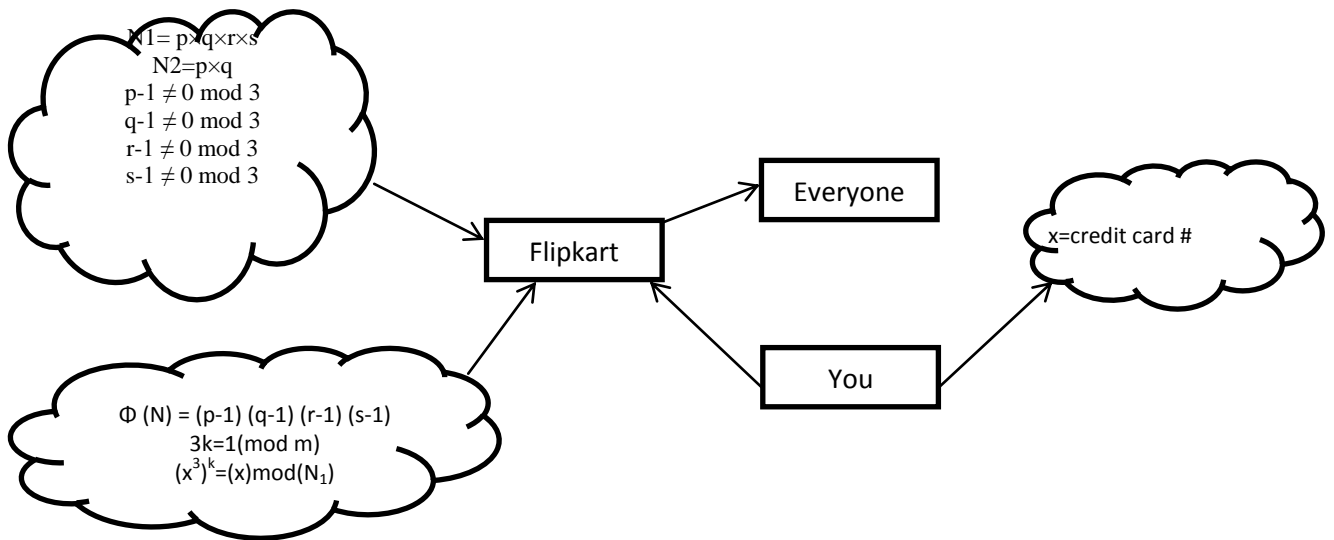 N1= p×q×r×s
N2=p×q
p-1 ≠ 0 mod 3
q-1 ≠ 0 mod 3
r-1 ≠ 0 mod 3
s-1 ≠ 0 mod 3
Everyone
Flipkart
x=credit card #
You
Φ (N) = (p-1) (q-1) (r-1) (s-1)
3k=1(mod m)
(x³)ᵏ=(x)mod(N₁)